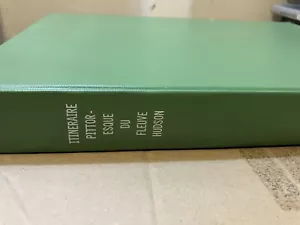 ITINERAIRE
PITTOR-
ESQUE
DU
FLEUVE
HUDSON